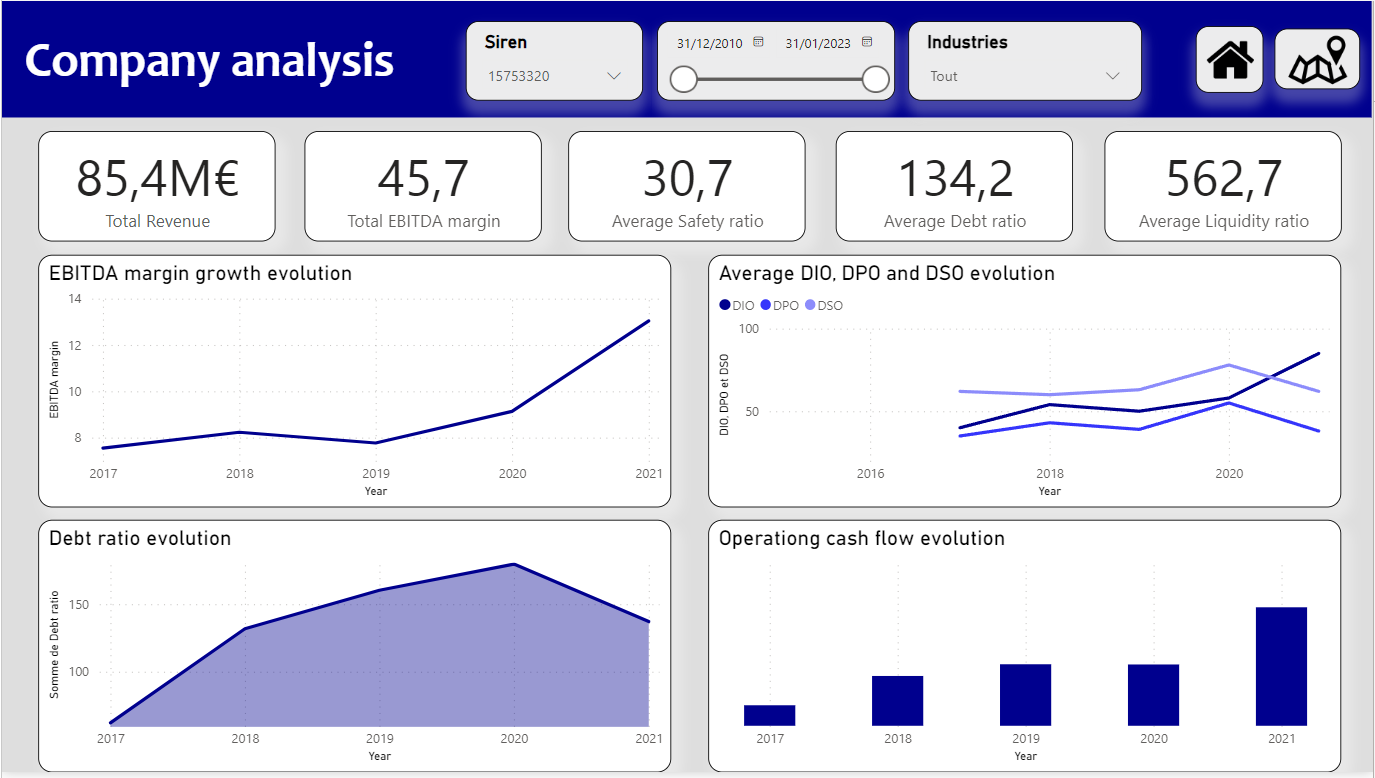 Company analysis
Siren
15753320
31/12/2010
31/01/2023
Industries
Tout
85,4M€
Total Revenue
45,7
Total EBITDA margin
30,7
Average Safety ratio
134,2
Average Debt ratio
562,7
Average Liquidity ratio
EBITDA margin growth evolution
EBITDA margin
14
12
10
8
2017 2018 2019 2020 2021
Year
Average DIO, DPO and DSO evolution
DIO DPO DSO
DIO, DPO et DSO
100
50
2016 2018 2020
Year
Debt ratio evolution
Somme de Debt ratio
150
100
2017 2018 2019 2020 2021
Year
Operationg cash flow evolution
2017 2018 2019 2020 2021
Year